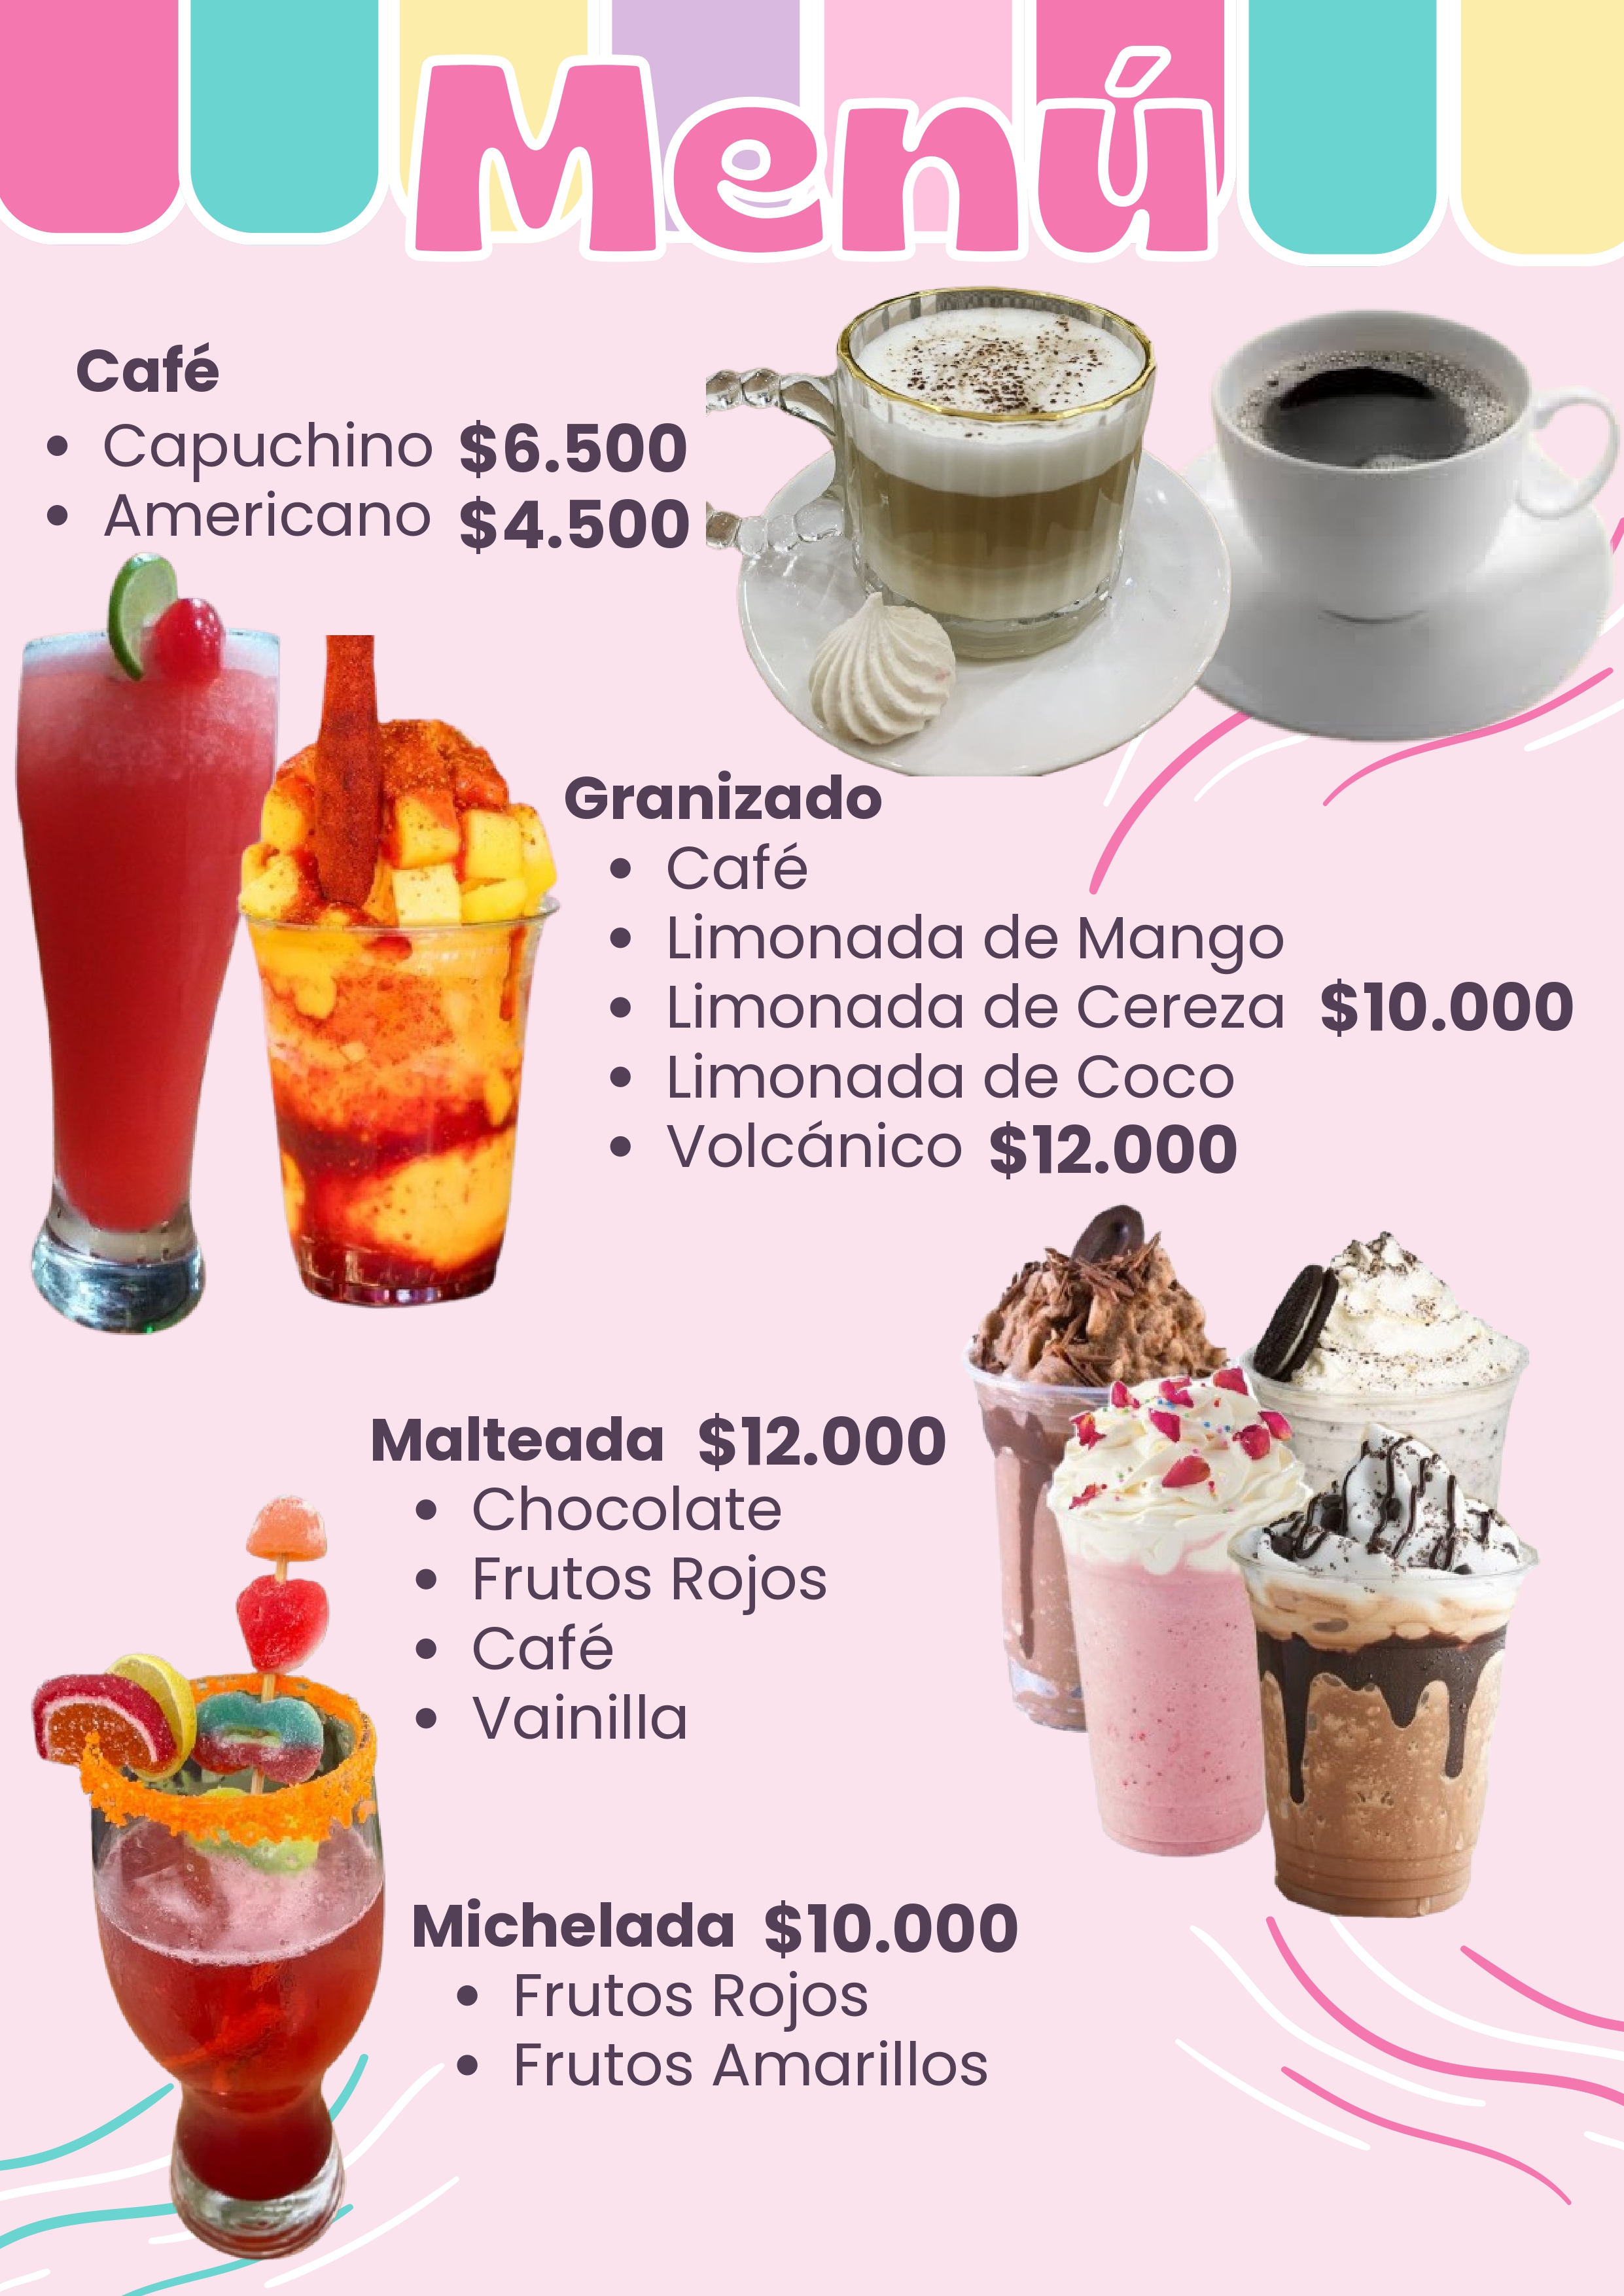 Menú
Café
• Capuchino $6.500
• Americano $4.500
Granizado
• Café
• Limonada de Mango
• Limonada de Cereza $10.000
• Limonada de Coco
• Volcánico $12.000
Malteada $12.000
• Chocolate
• Frutos Rojos
• Café
• Vainilla
Michelada $10.000
• Frutos Rojos
• Frutos Amarillos